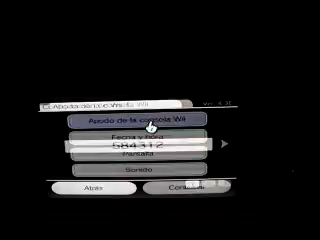 Apodo de la consola Wii
Fecha y hora
584312
Pantalla
Sonido
Atrás